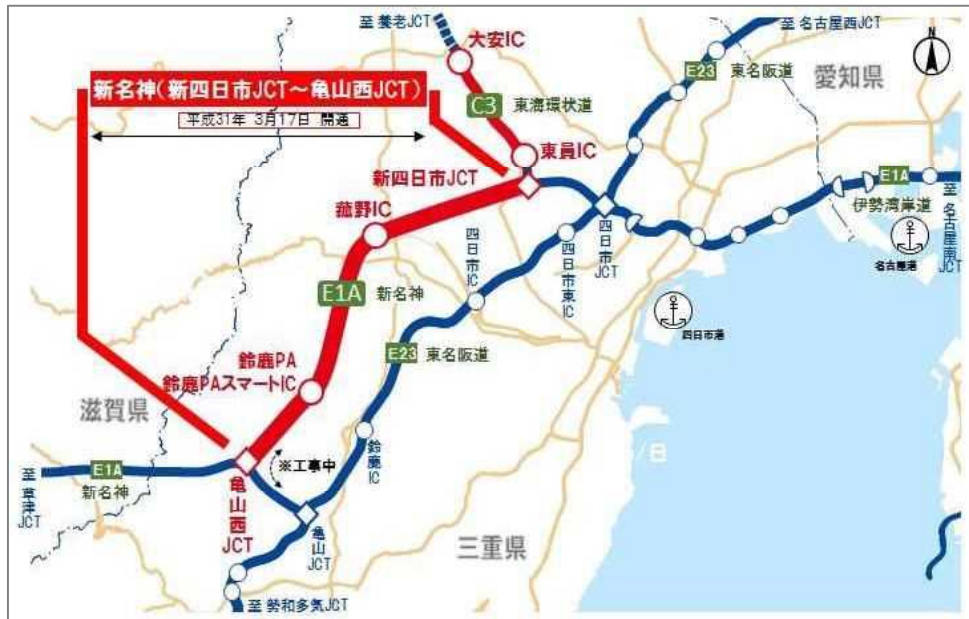 至 養老JCT
至 名古屋西JCT
大安IC
N
E23
東名阪道
愛知県
新名神(新四日市JCT~亀山西JCT)
平成31年 3月17日 開通
C3
東海環状道
東員IC
新四日市JCT
E1A
伊勢湾岸道
至 名古屋南JCT
名古屋港
菰野IC
四日市IC
四日市東IC
四日市JCT
E1A
新名神
四日市港
E23
東名阪道
鈴鹿PA
鈴鹿PAスマートIC
滋賀県
鈴鹿IC
※工事中
E1A
新名神
至 草津JCT
亀山西JCT
亀山JCT
三重県
至 勢和多気JCT